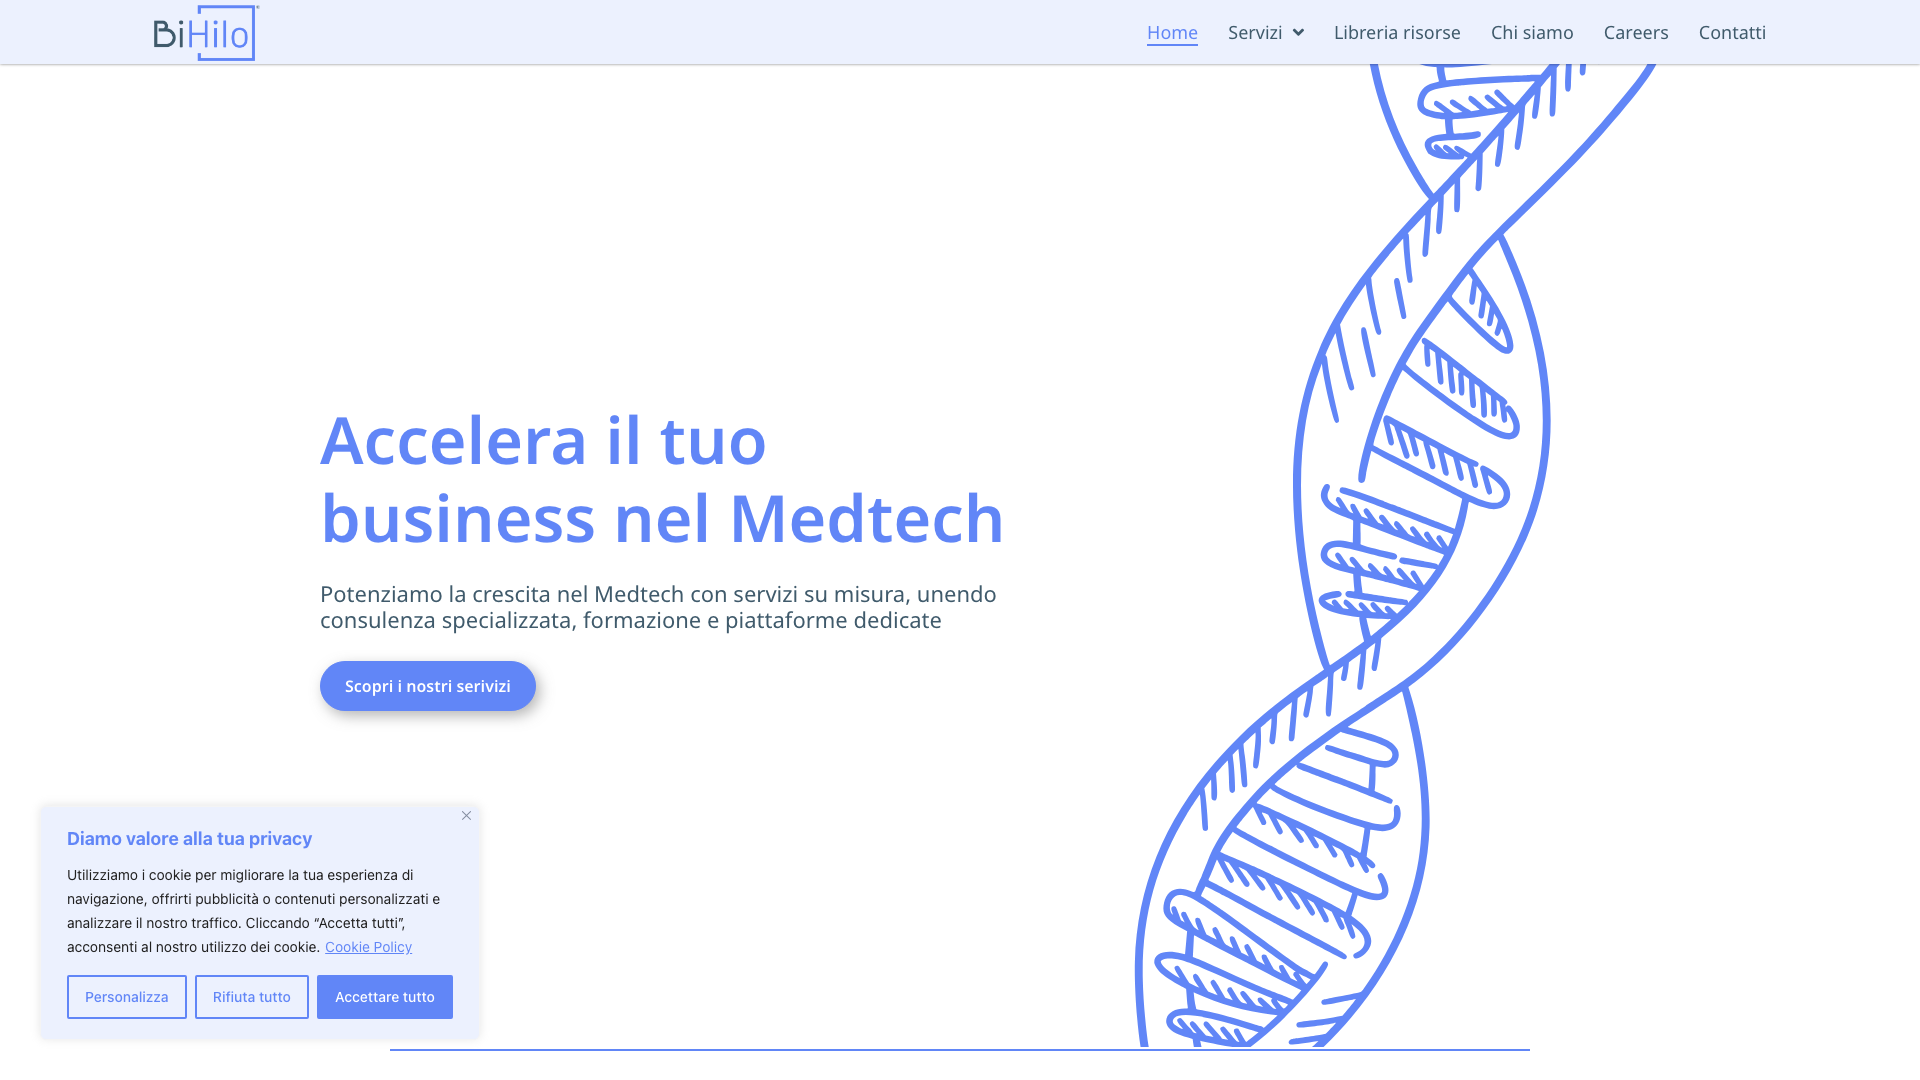 BiHilo
Home
Servizi
Libreria risorse
Chi siamo
Careers
Contatti
Accelera il tuo
business nel Medtech
Potenziamo la crescita nel Medtech con servizi su misura, unendo
consulenza specializzata, formazione e piattaforme dedicate
Scopri i nostri serivizi
Diamo valore alla tua privacy
Utilizziamo i cookie per migliorare la tua esperienza di
navigazione, offrirti pubblicità o contenuti personalizzati e
analizzare il nostro traffico. Cliccando “Accetta tutti”,
acconsenti al nostro utilizzo dei cookie. Cookie Policy
Personalizza
Rifiuta tutto
Accettare tutto